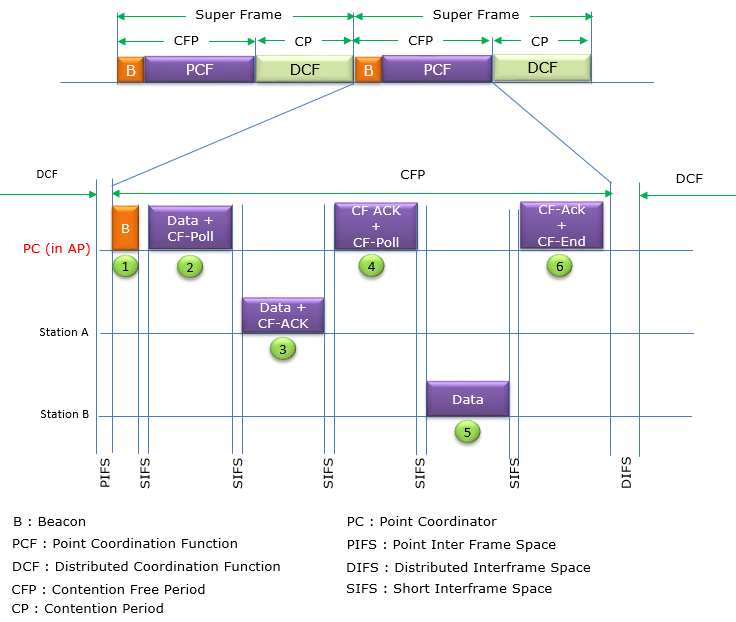 Super Frame Super Frame
CFP CP CFP CP
B PCF DCF B PCF DCF
DCF CFP DCF
PC (in AP)
B
Data +
CF-Poll
CF ACK
+
CF-Poll
CF-Ack
+
CF-End
1 2 4 6
Station A
Data +
CF-ACK
3
Station B
Data
5
PIFS SIFS SIFS SIFS SIFS SIFS DIFS
B : Beacon
PCF : Point Coordination Function
DCF : Distributed Coordination Function
CFP : Contention Free Period
CP : Contention Period
PC : Point Coordinator
PIFS : Point Inter Frame Space
DIFS : Distributed Interframe Space
SIFS : Short Interframe Space